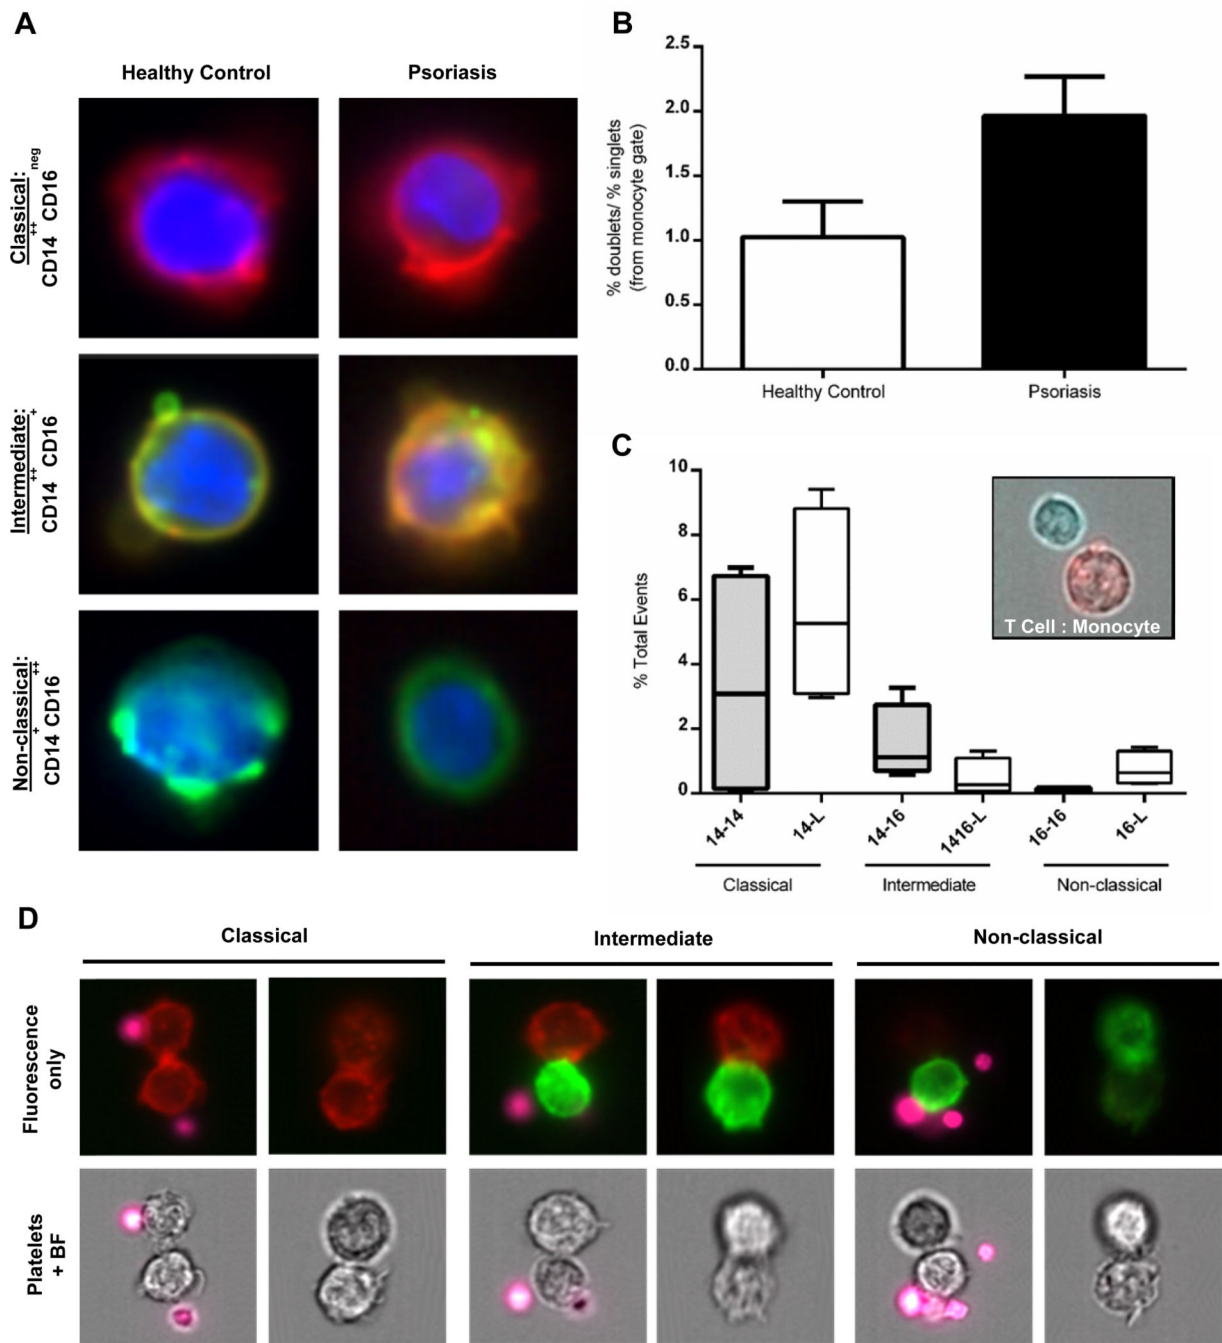 A
Healthy Control
Psoriasis
Classical:
CD14++ CD16neg
Intermediate:
CD14++ CD16+
Non-classical:
CD14+ CD16++
B
% doublets/ % singlets
(from monocyte gate)
2.5
2.0
1.5
1.0
0.5
0.0
Healthy Control
Psoriasis
C
% Total Events
10
8
6
4
2
0
T Cell : Monocyte
14-14
14-L
14-16
1416-L
16-16
16-L
Classical
Intermediate
Non-classical
D
Classical
Intermediate
Non-classical
Fluorescence
only
Platelets
+ BF